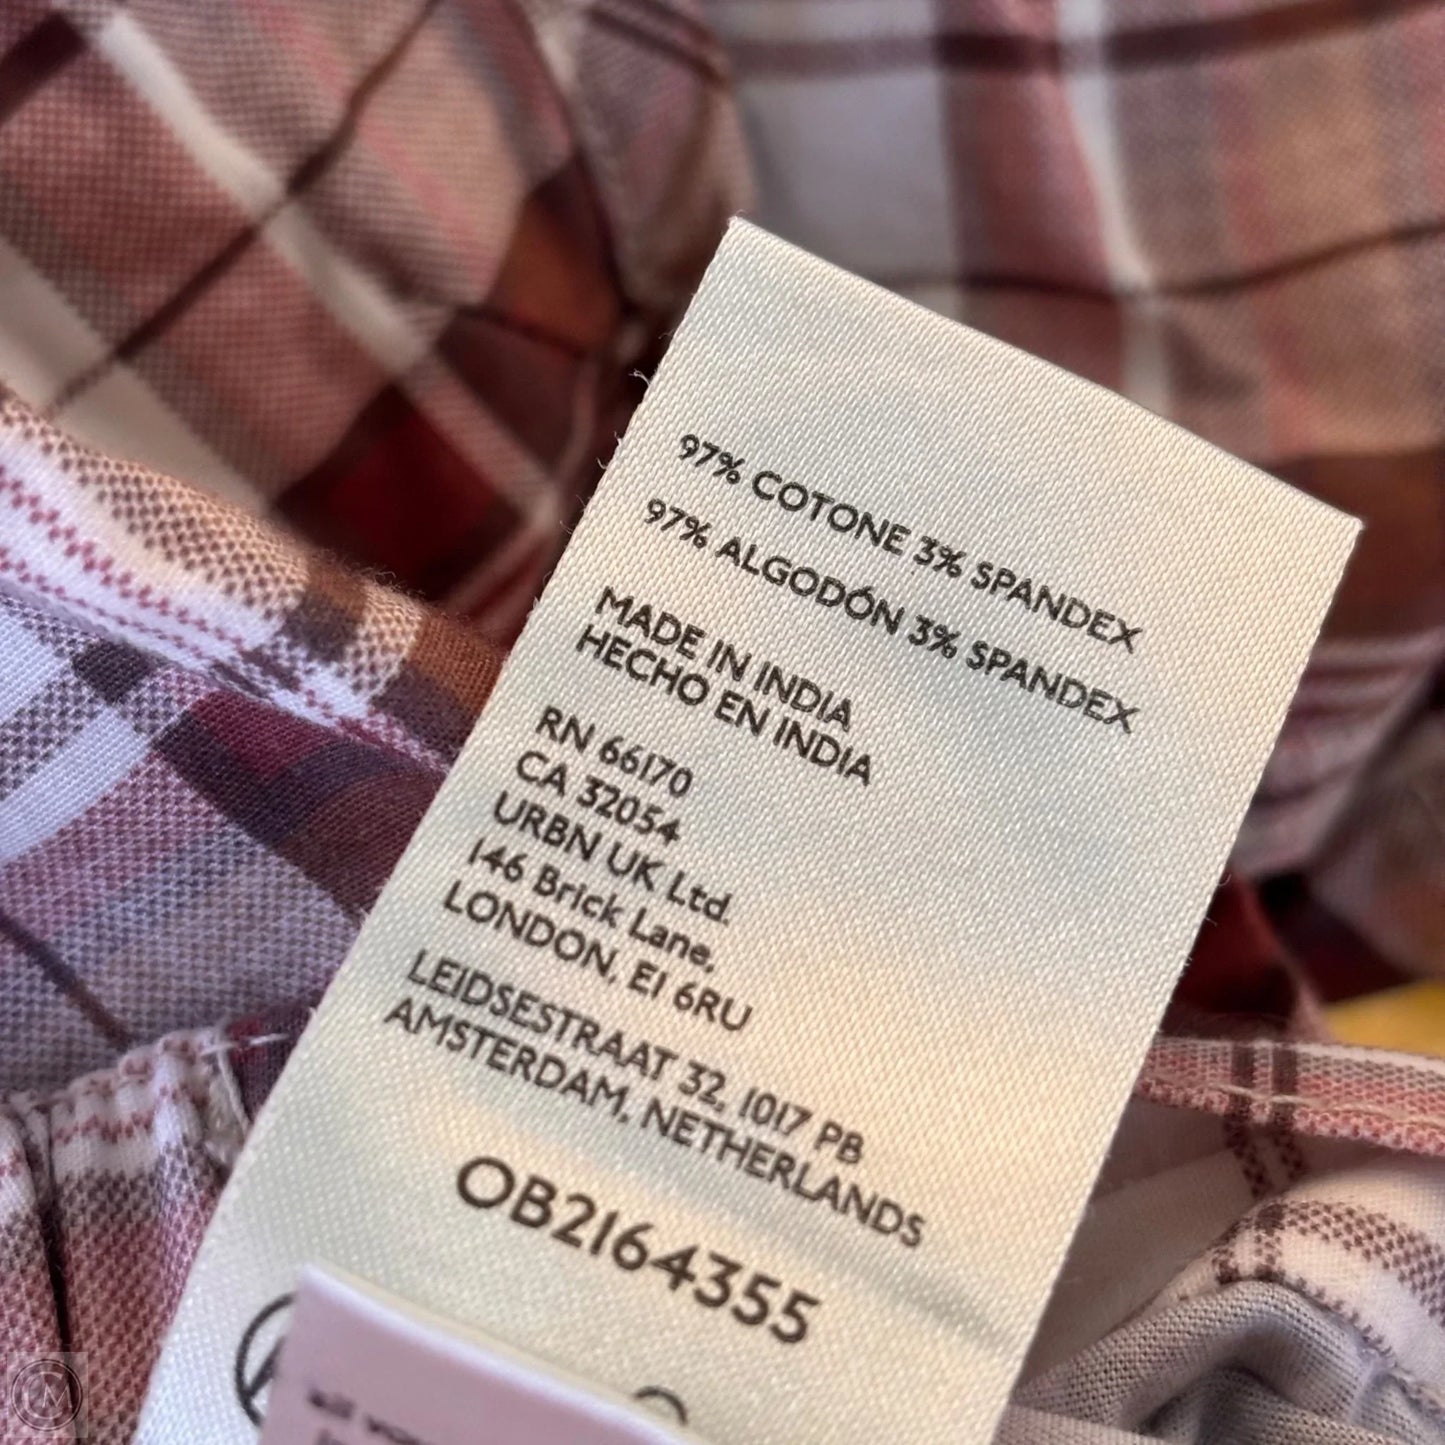 97% COTONE 3% SPANDEX
97% ALGODÓN 3% SPANDEX
MADE IN INDIA
HECHO EN INDIA
RN 66170
CA 32054
URBN UK Ltd.
146 Brick Lane,
LONDON, E1 6RU
LEIDSESTRAAT 32, 1017 PB
AMSTERDAM, NETHERLANDS
OB2164355